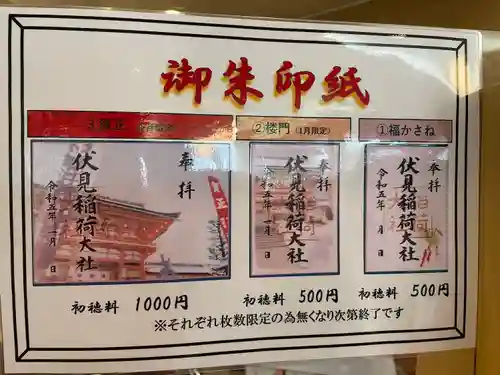 御朱印紙
①福かさね
奉拝
伏見稲荷大社
令和五年 月 日
初穂料 500円
②楼門(1月限定)
奉拝
伏見稲荷大社
令和五年 一月 日
初穂料 500円
奉拝
伏見稲荷大社
令和五年 一月 日
初穂料 1000円
※それぞれ枚数限定の為無くなり次第終了です